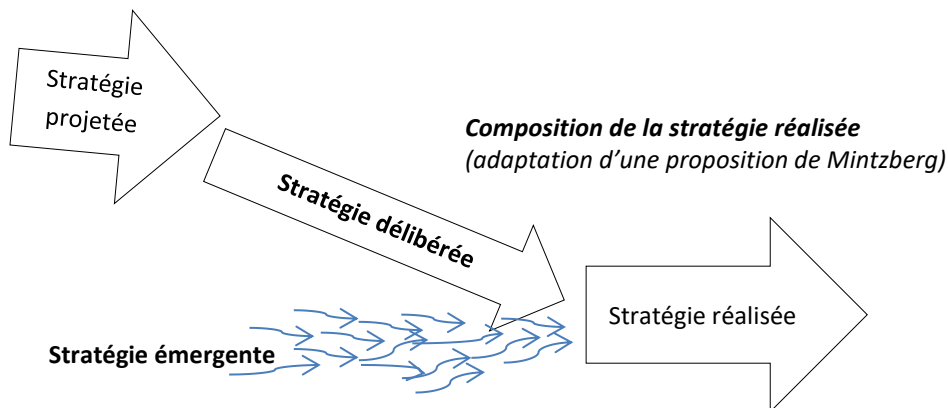 Stratégie
projetée
Composition de la stratégie réalisée
(adaptation d’une proposition de Mintzberg)
Stratégie délibérée
Stratégie réalisée
Stratégie émergente